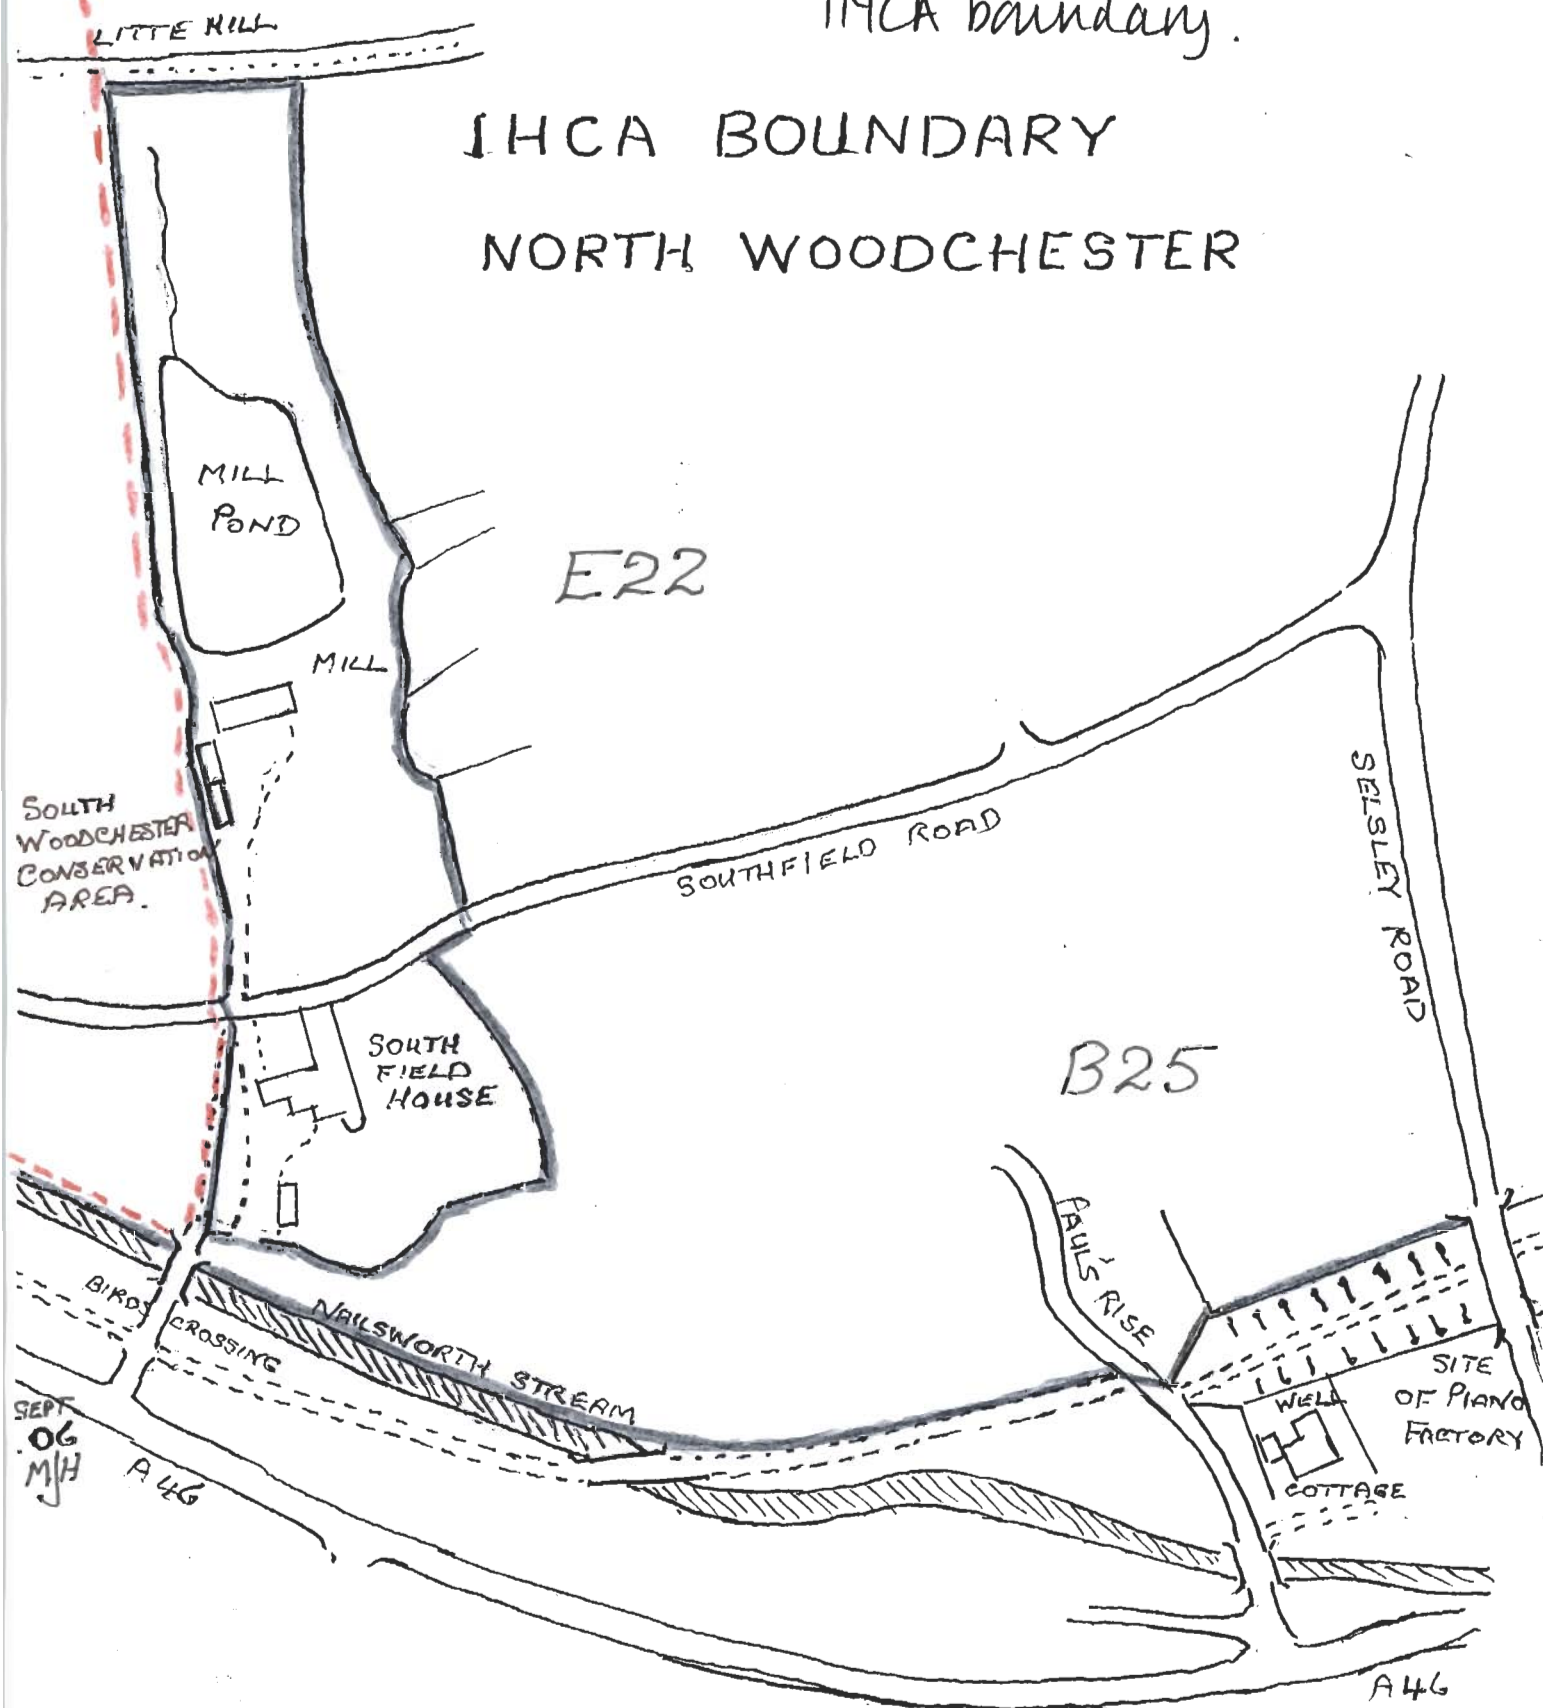 IHCA boundary.
LITTE HILL
IHCA BOUNDARY
NORTH WOODCHESTER
MILL
POND
E22
MILL
SOUTH
WOODCHESTER
CONSERVATION
AREA.
SOUTHFIELD ROAD
SELSLEY ROAD
SOUTH
FIELD
HOUSE
B25
PAUL'S RISE
BIRDS CROSSING
NAILSWORTH STREAM
SITE
OF PIANO
FACTORY
WELL
COTTAGE
SEPT
06
MJH
A46
A46